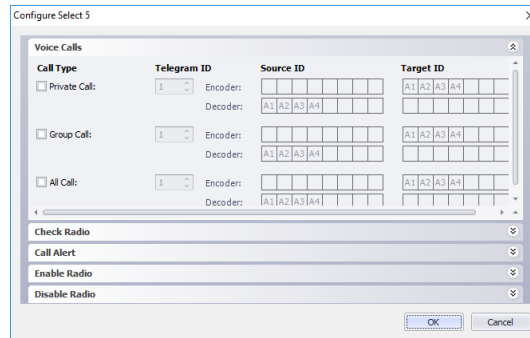 Configure Select 5
Voice Calls
Call Type Telegram ID Source ID Target ID
Private Call: 1 Encoder: A1 A2 A3 A4
Decoder: A1 A2 A3 A4
Group Call: 1 Encoder: A1 A2 A3 A4
Decoder: A1 A2 A3 A4
All Call: 1 Encoder: A1 A2 A3 A4
Decoder: A1 A2 A3 A4
Check Radio
Call Alert
Enable Radio
Disable Radio
OK Cancel